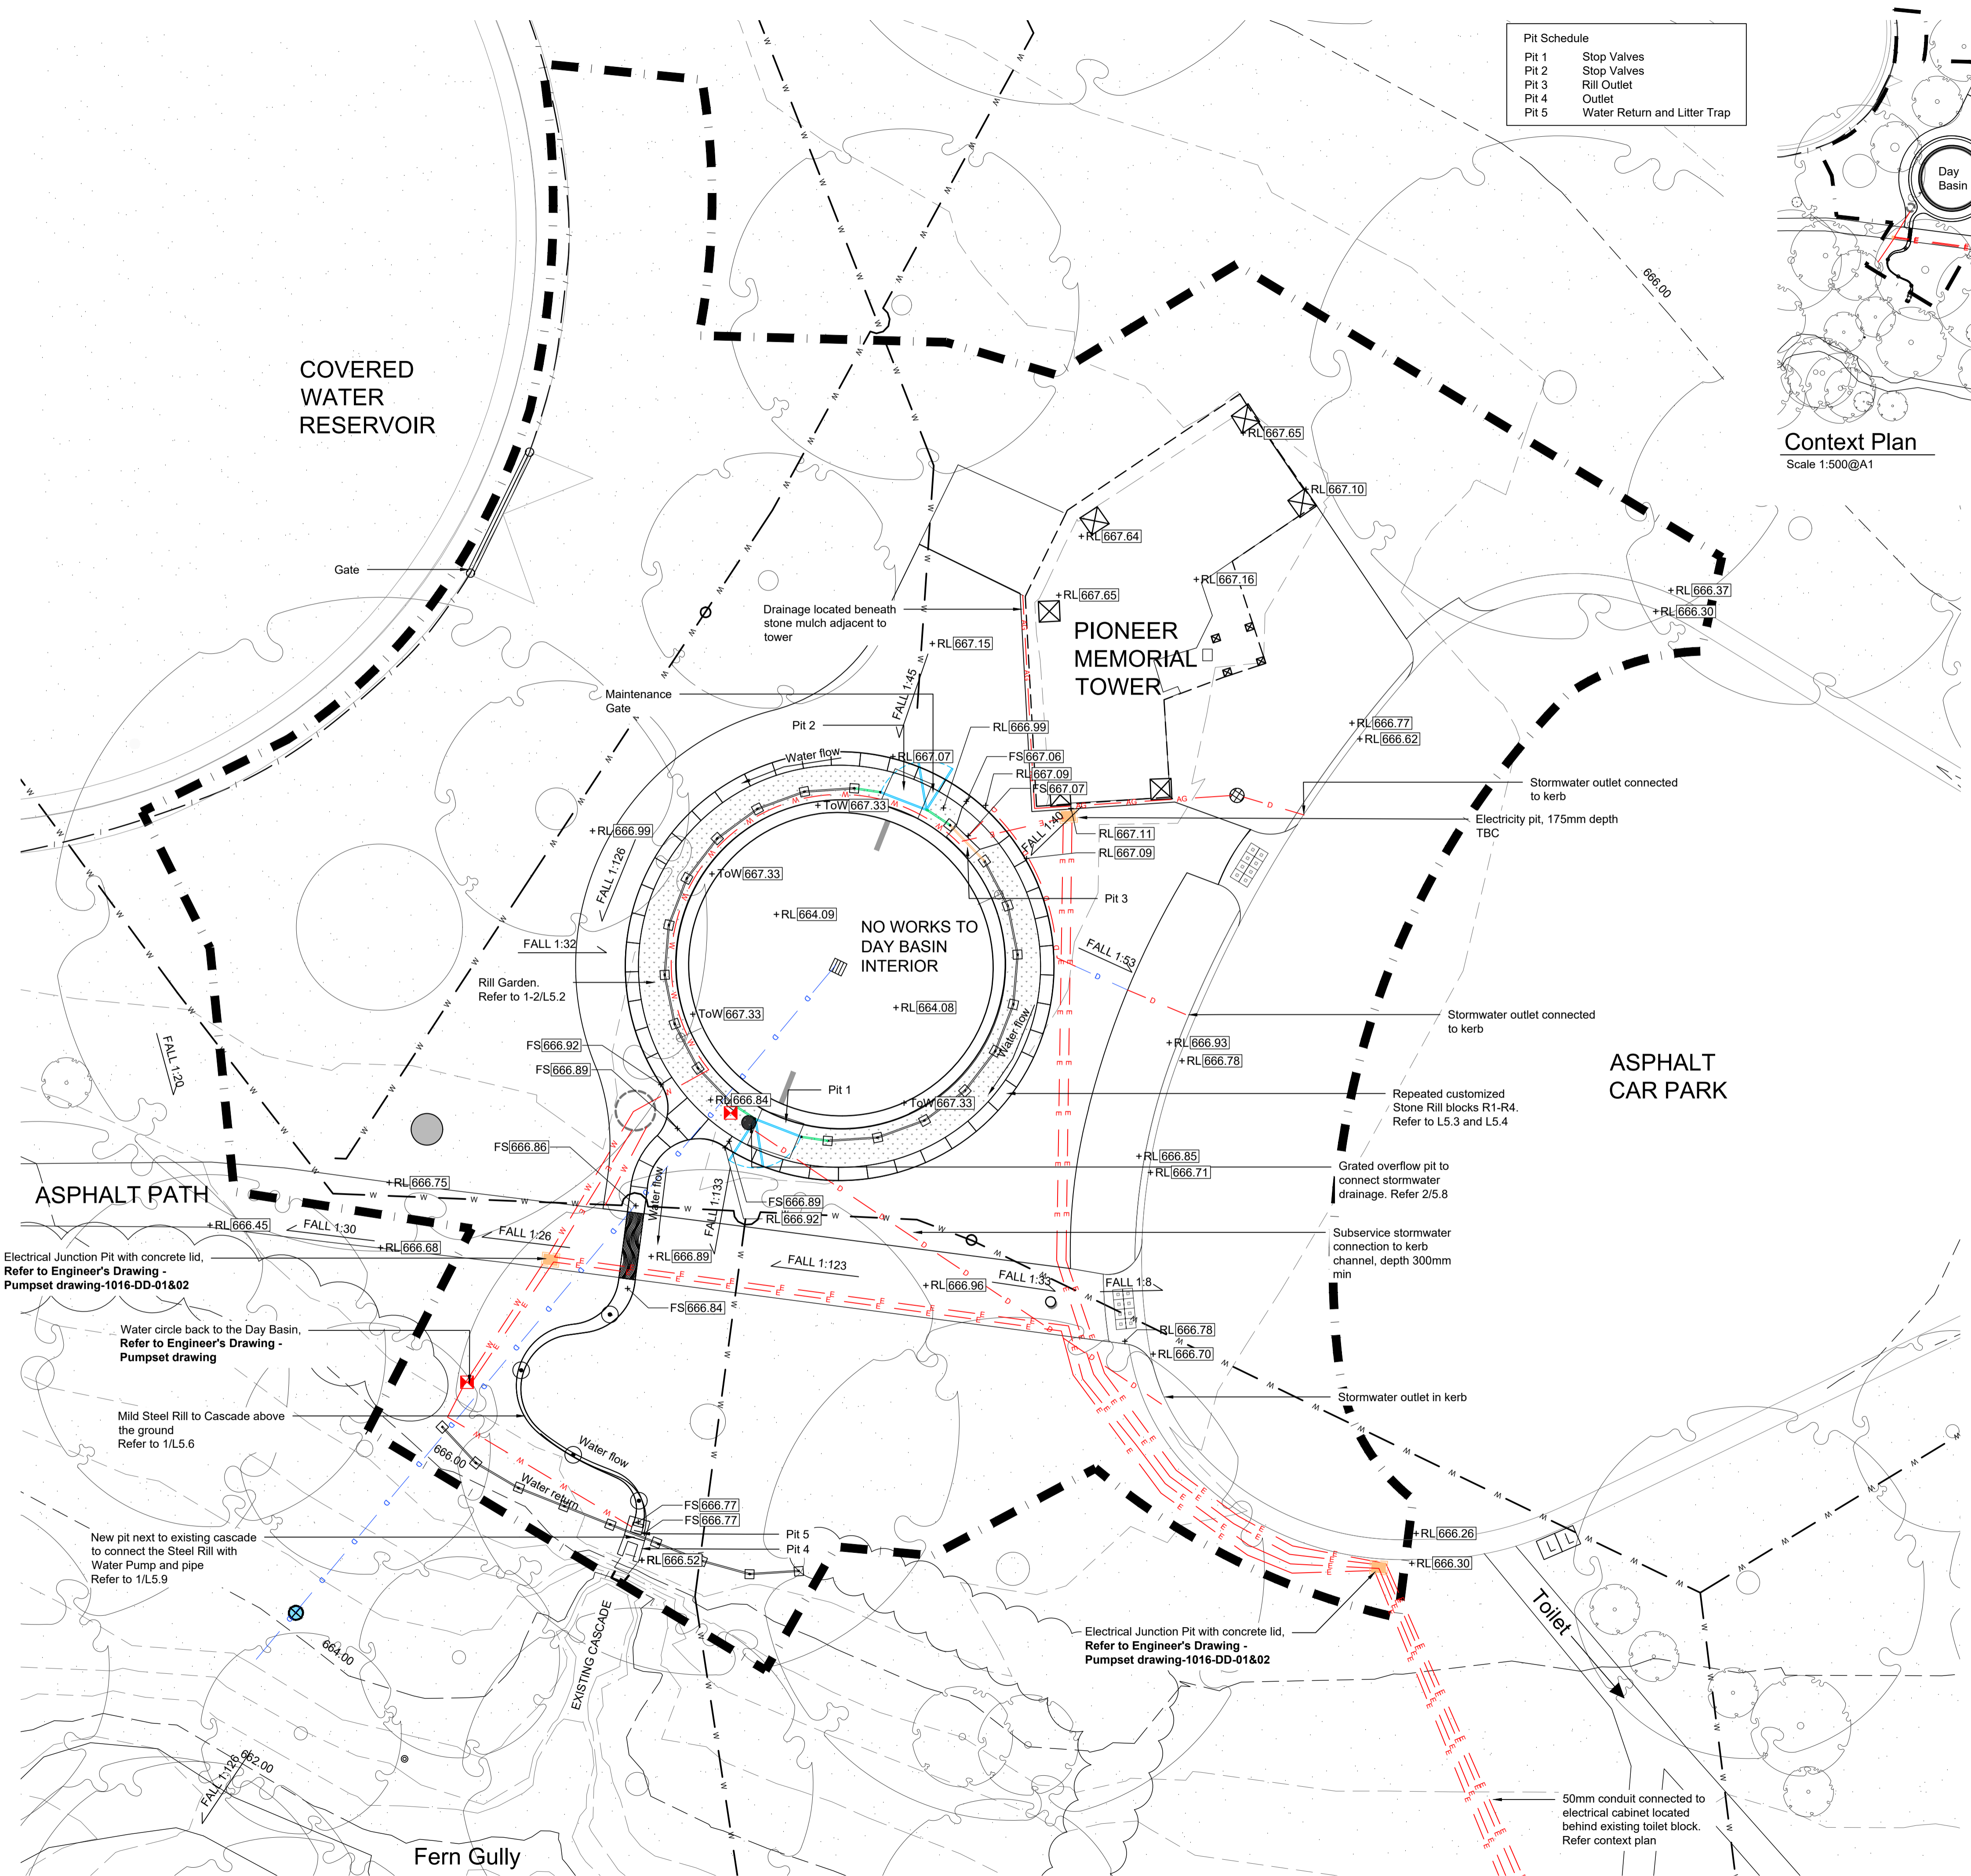 Pit Schedule
Pit 1 Stop Valves
Pit 2 Stop Valves
Pit 3 Rill Outlet
Pit 4 Outlet
Pit 5 Water Return and Litter Trap
Day
Basin
Context Plan
Scale 1:500@A1
666.00
COVERED
WATER
RESERVOIR
Gate
+RL 667.65
+RL 667.10
+RL 667.64
+RL 667.16
+RL 667.65
+RL 666.37
+RL 666.30
Drainage located beneath
stone mulch adjacent to
tower
PIONEER
MEMORIAL
TOWER
+RL 667.15
FALL 1:45
Maintenance
Gate
Pit 2
RL 666.99
+RL 666.77
+RL 666.62
Water flow
+RL 667.07
FS 667.06
RL 667.09
FS 667.07
Stormwater outlet connected
to kerb
+ToW 667.33
Electricity pit, 175mm depth
TBC
+RL 666.99
FALL 1:40
RL 667.11
RL 667.09
FALL 1:126
+ToW 667.33
Pit 3
+RL 664.09
NO WORKS TO
DAY BASIN
INTERIOR
FALL 1:32
FALL 1:53
Rill Garden.
Refer to 1-2/L5.2
+RL 664.08
+ToW 667.33
Water flow
Stormwater outlet connected
to kerb
FALL 1:20
FS 666.92
FS 666.89
+RL 666.93
+RL 666.78
ASPHALT
CAR PARK
Pit 1
+RL 666.84
+ToW 667.33
Repeated customized
Stone Rill blocks R1-R4.
Refer to L5.3 and L5.4
FS 666.86
+RL 666.85
+RL 666.71
Grated overflow pit to
connect stormwater
drainage. Refer 2/5.8
ASPHALT PATH
+RL 666.75
Water flow
FALL 1:133
FS 666.89
RL 666.92
+RL 666.45
FALL 1:30
FALL 1:26
+RL 666.68
+RL 666.89
FALL 1:123
Subservice stormwater
connection to kerb
channel, depth 300mm
min
Electrical Junction Pit with concrete lid,
Refer to Engineer's Drawing -
Pumpset drawing-1016-DD-01&02
+RL 666.96
FALL 1:33
FALL 1:8
FS 666.84
Water circle back to the Day Basin,
Refer to Engineer's Drawing -
Pumpset drawing
RL 666.78
+RL 666.70
Stormwater outlet in kerb
Mild Steel Rill to Cascade above
the ground
Refer to 1/L5.6
666.00
Water flow
Water return
FS 666.77
FS 666.77
Pit 5
Pit 4
+RL 666.52
New pit next to existing cascade
to connect the Steel Rill with
Water Pump and pipe
Refer to 1/L5.9
+RL 666.26
+RL 666.30
L L
Toilet
664.00
EXISTING CASCADE
Electrical Junction Pit with concrete lid,
Refer to Engineer's Drawing -
Pumpset drawing-1016-DD-01&02
662.00
FALL 1:126
50mm conduit connected to
electrical cabinet located
behind existing toilet block.
Refer context plan
Fern Gully